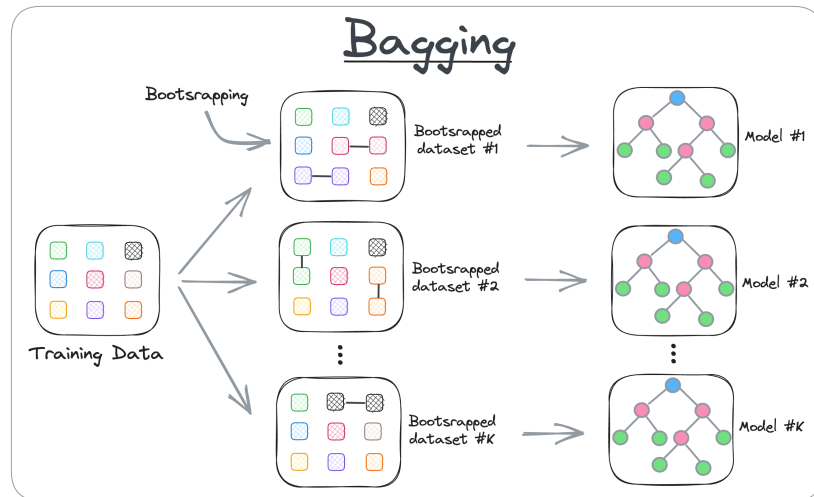 Bagging
Bootsrapping
Bootsrapped
dataset #1
Model #1
Training Data
Bootsrapped
dataset #2
Model #2
Bootsrapped
dataset #K
Model #K